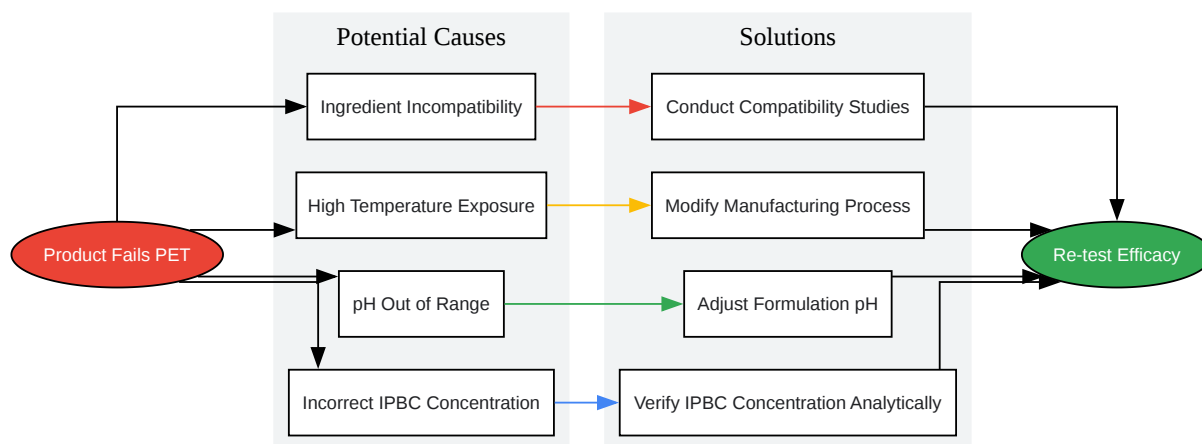 Potential Causes
Solutions
Ingredient Incompatibility
Conduct Compatibility Studies
High Temperature Exposure
Modify Manufacturing Process
Product Fails PET
Re-test Efficacy
pH Out of Range
Adjust Formulation pH
Incorrect IPBC Concentration
Verify IPBC Concentration Analytically